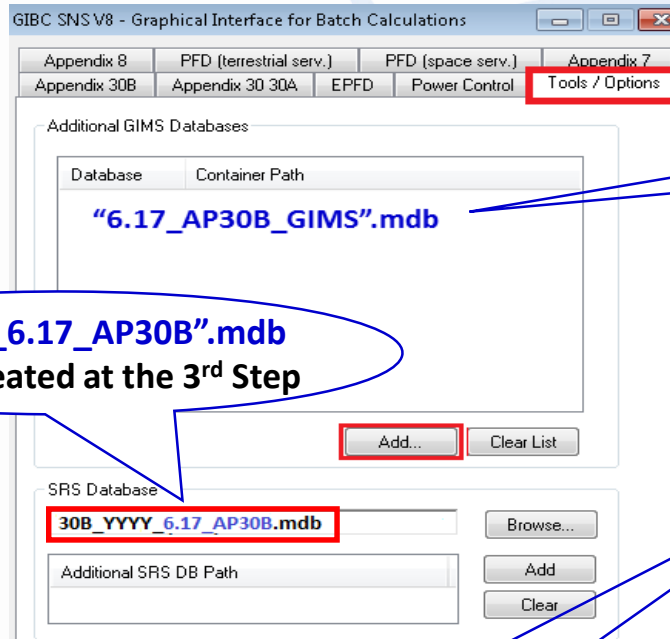 GIBC SNS V8 - Graphical Interface for Batch Calculations
Appendix 8 PFD (terrestrial serv.) PFD (space serv.) Appendix 7
Appendix 30B Appendix 30 30A EPFD Power Control Tools / Options
Additional GIMS Databases
Database Container Path
“6.17_AP30B_GIMS”.mdb
_6.17_AP30B”.mdb
eated at the 3rd Step
Add... Clear List
SRS Database
30B_YYYY_6.17_AP30B.mdb Browse...
Additional SRS DB Path Add
Clear